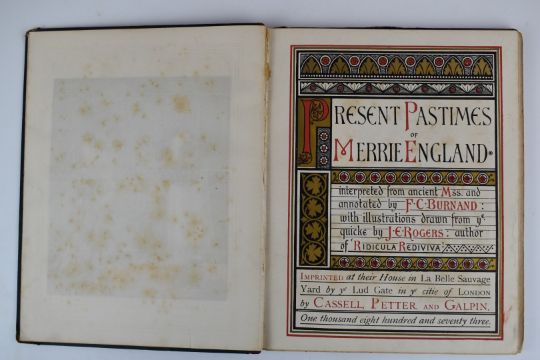 PRESENT PASTIMES
OF
MERRIE ENGLAND
interpreted from ancient Mss. and
annotated by F. C. BURNAND:
with illustrations drawn from yᵉ
quicke by J. E. ROGERS: author
of RIDICULA REDIVIVA
IMPRINTED at their House in La Belle Sauvage
Yard by yᵉ Lud Gate in yᵉ citie of LONDON
by CASSELL, PETTER AND GALPIN,
One thousand eight hundred and seventy three.